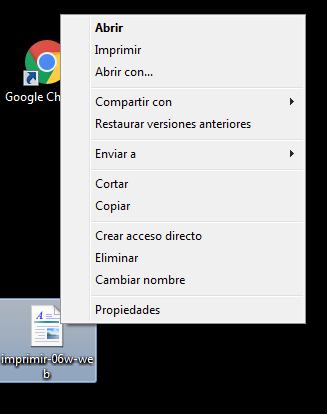 Abrir
Imprimir
Abrir con...
Google Ch
Compartir con
Restaurar versiones anteriores
Enviar a
Cortar
Copiar
Crear acceso directo
Eliminar
Cambiar nombre
Propiedades
imprimir-06w-we
b